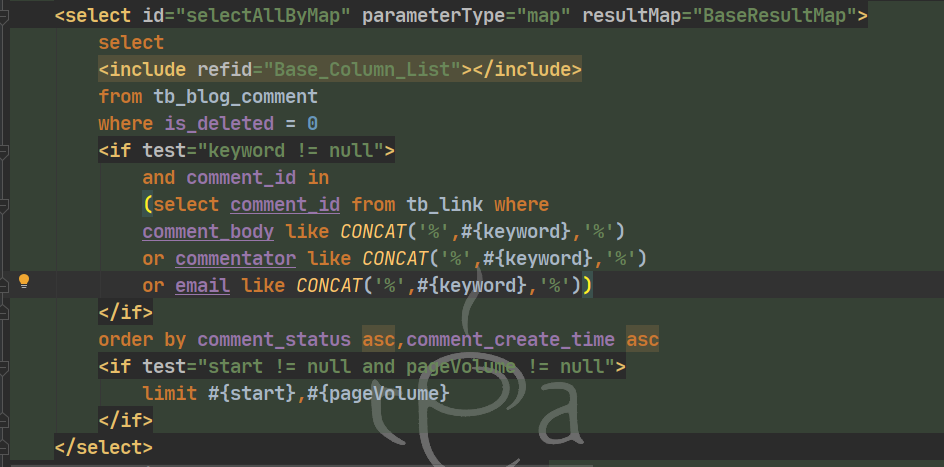 <select id="selectAllByMap" parameterType="map" resultMap="BaseResultMap">
select
<include refid="Base_Column_List"></include>
from tb_blog_comment
where is_deleted = 0
<if test="keyword != null">
and comment_id in
(select comment_id from tb_link where
comment_body like CONCAT('%',#{keyword},'%')
or commentator like CONCAT('%',#{keyword},'%')
or email like CONCAT('%',#{keyword},'%'))
</if>
order by comment_status asc,comment_create_time asc
<if test="start != null and pageVolume != null">
limit #{start},#{pageVolume}
</if>
</select>